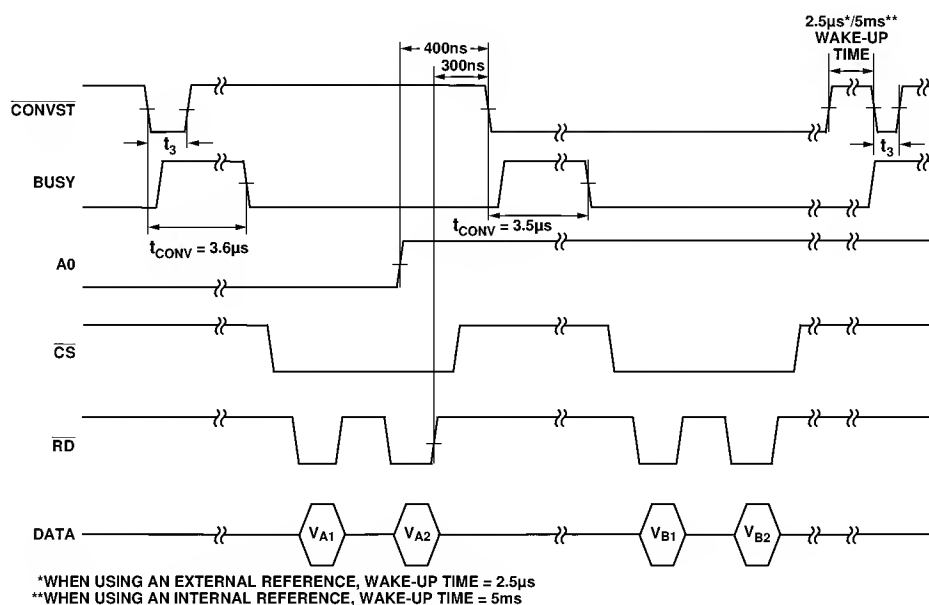 2.5µs*/5ms**
WAKE-UP
TIME
400ns
300ns
CONVST
t3
t3
BUSY
tCONV = 3.6µs
tCONV = 3.5µs
A0
CS
RD
DATA
VA1
VA2
VB1
VB2
*WHEN USING AN EXTERNAL REFERENCE, WAKE-UP TIME = 2.5µs
**WHEN USING AN INTERNAL REFERENCE, WAKE-UP TIME = 5ms